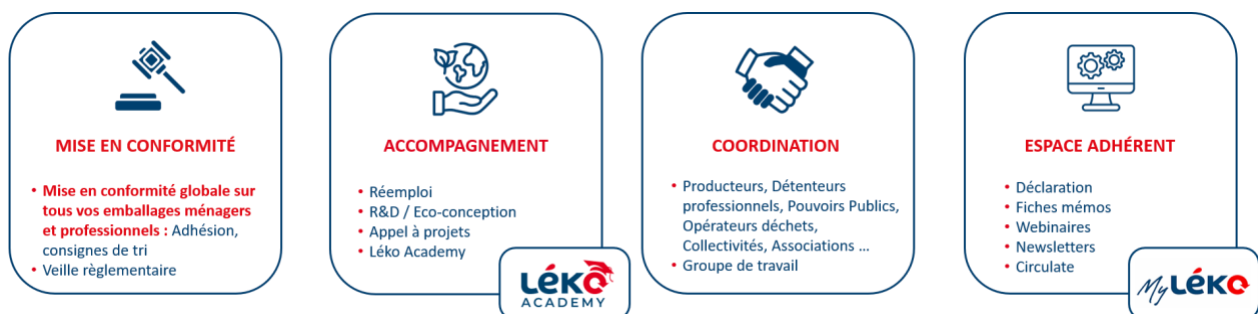 MISE EN CONFORMITÉ
• Mise en conformité globale sur
tous vos emballages ménagers
et professionnels : Adhésion,
consignes de tri
• Veille règlementaire
ACCOMPAGNEMENT
• Réemploi
• R&D / Eco-conception
• Appel à projets
• Léko Academy
LÉKO
ACADEMY
COORDINATION
• Producteurs, Détenteurs
professionnels, Pouvoirs Publics,
Opérateurs déchets,
Collectivités, Associations ...
• Groupe de travail
ESPACE ADHÉRENT
• Déclaration
• Fiches mémos
• Webinaires
• Newsletters
• Circulate
My LÉKO